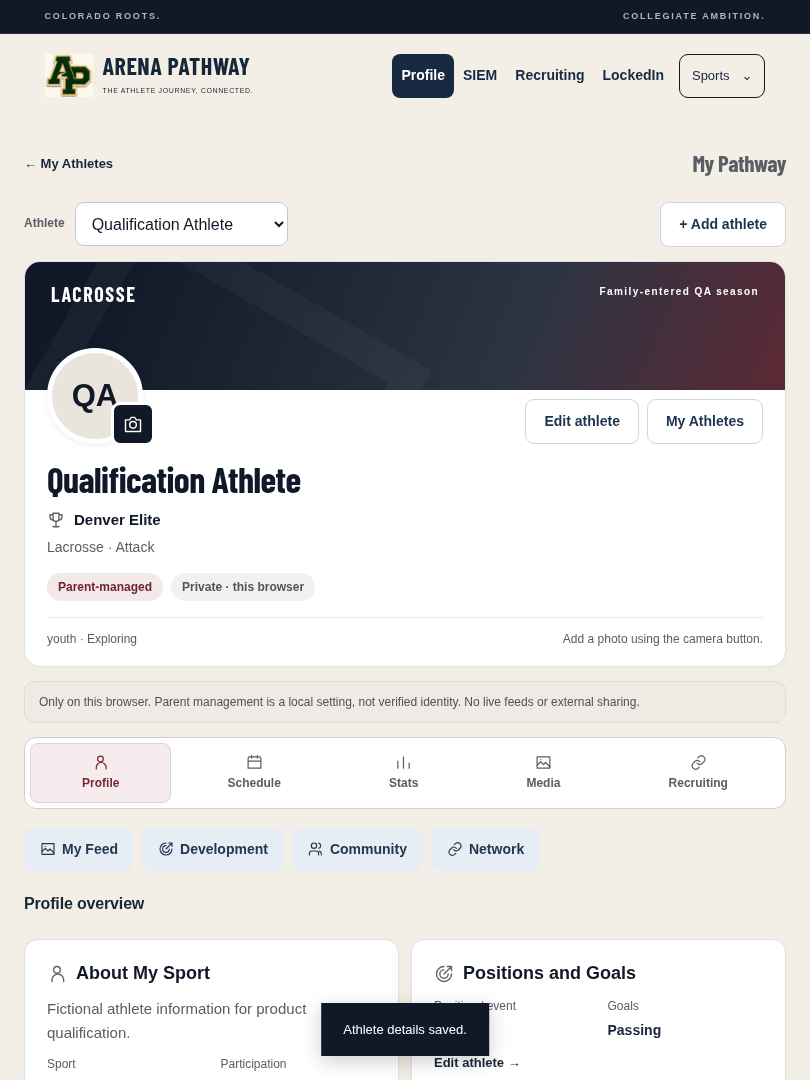 COLORADO ROOTS.
COLLEGIATE AMBITION.
AP
ARENA PATHWAY
THE ATHLETE JOURNEY, CONNECTED.
Profile
SIEM
Recruiting
LockedIn
Sports
← My Athletes
My Pathway
Athlete
Qualification Athlete
+ Add athlete
LACROSSE
Family-entered QA season
QA
Edit athlete
My Athletes
Qualification Athlete
Denver Elite
Lacrosse · Attack
Parent-managed
Private · this browser
youth · Exploring
Add a photo using the camera button.
Only on this browser. Parent management is a local setting, not verified identity. No live feeds or external sharing.
Profile
Schedule
Stats
Media
Recruiting
My Feed
Development
Community
Network
Profile overview
About My Sport
Fictional athlete information for product
qualification.
Sport
Participation
Positions and Goals
event
Goals
Passing
Edit athlete →
Athlete details saved.